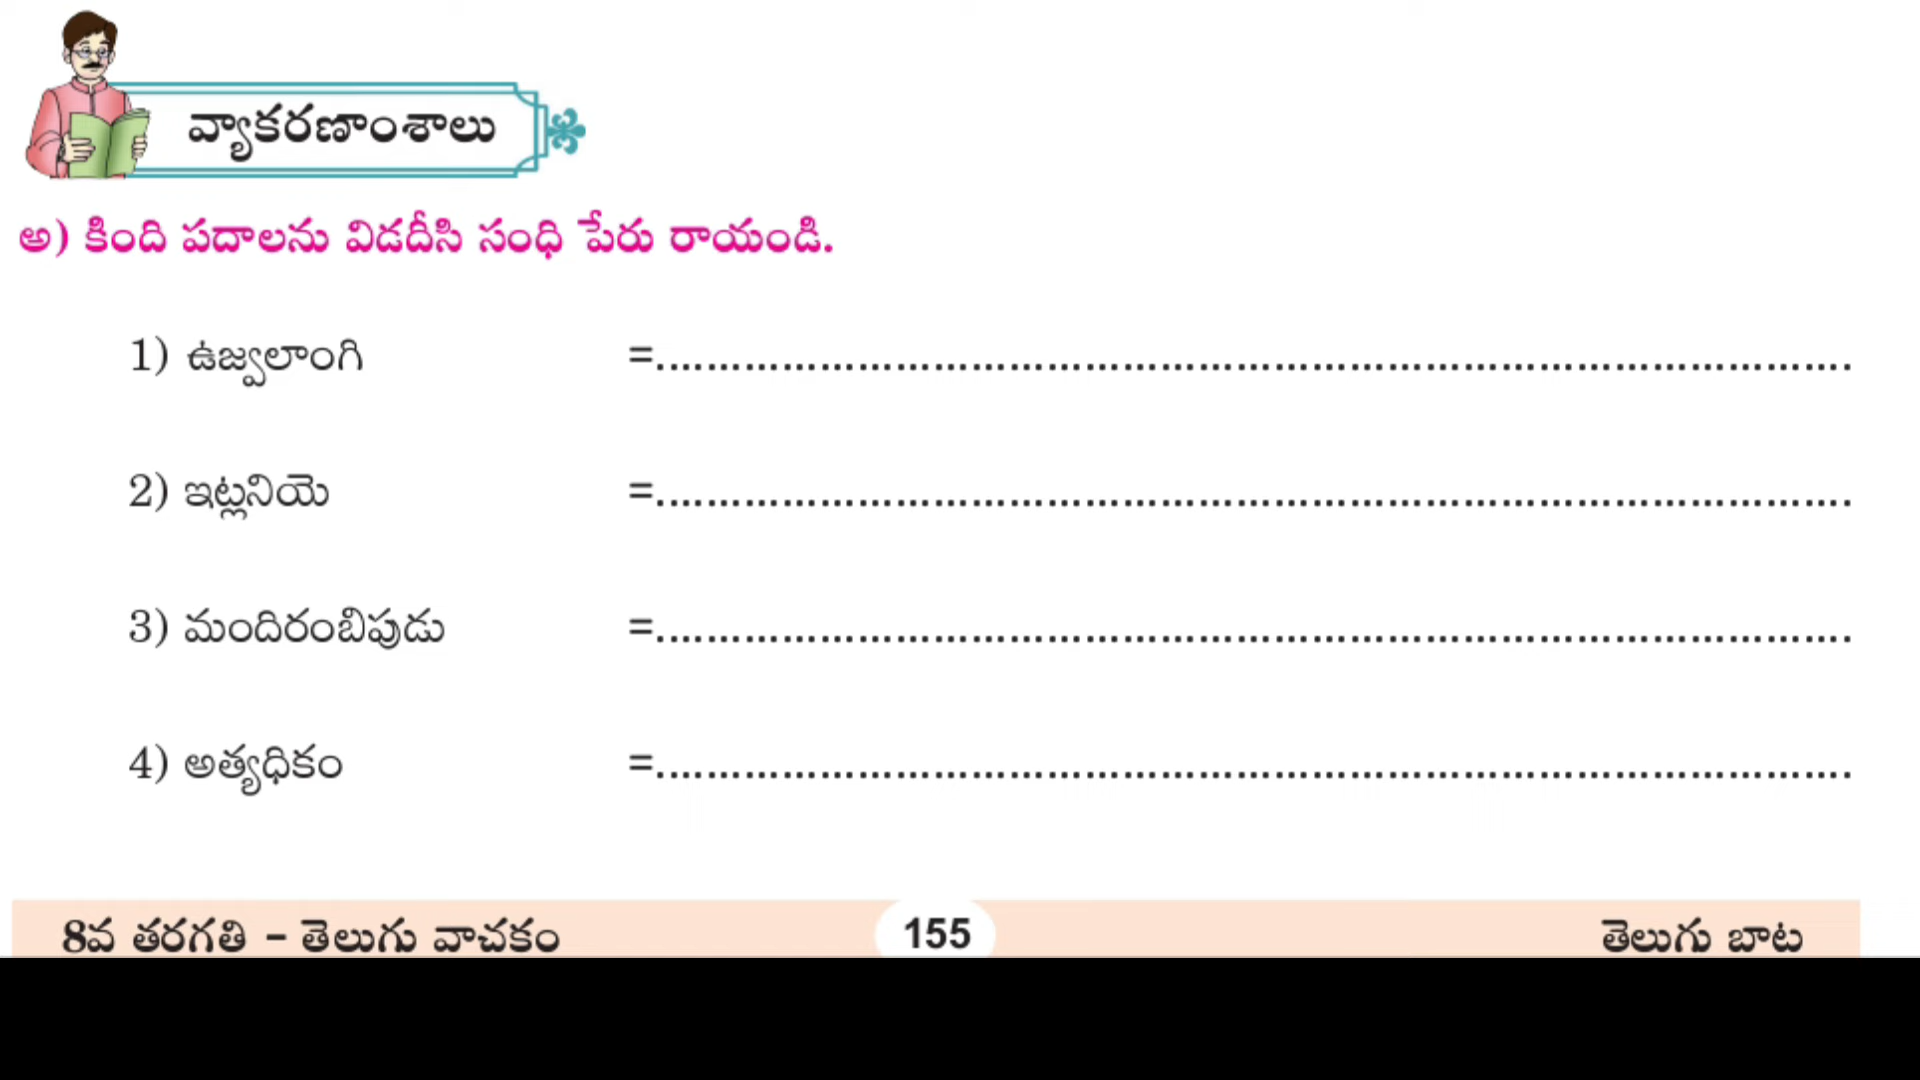 వ్యాకరణాంశాలు
అ) కింది పదాలను విడదీసి సంధి పేరు రాయండి.
1) ఉజ్వలాంగి =...............................................................................................
2) ఇట్లనియె =...............................................................................................
3) మందిరంబిపుడు =...............................................................................................
4) అత్యధికం =...............................................................................................
8వ తరగతి - తెలుగు వాచకం 155 తెలుగు బాట